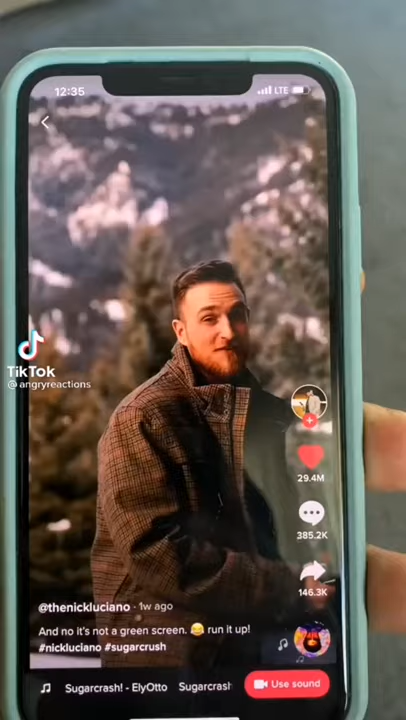 12:35
LTE
TikTok
@angryreactions
29.4M
385.2K
146.3K
@thenickluciano · 1w ago
And no it's not a green screen. 😂 run it up!
#nickluciano #sugarcrush
Sugarcrash! - ElyOtto Sugarcrash
Use sound